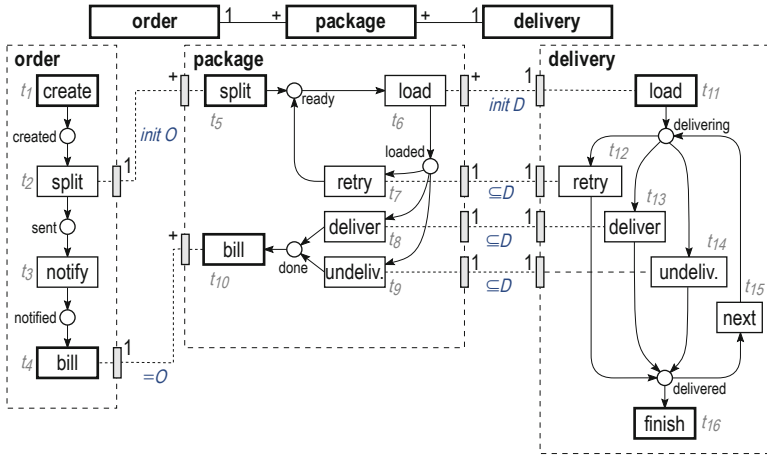 order 1 + package + 1 delivery
order
package
delivery
t1 create
created
t2 split
1
init O
sent
t3 notify
notified
t4 bill
1
=O
+
split
t5
ready
load
t6
+
init D
1
load
t11
loaded
retry
t7
1
⊆D
1
deliver
t8
1
⊆D
1
undeliv.
t9
1
⊆D
1
+
bill
t10
done
delivering
t12
retry
t13
deliver
t14
undeliv.
t15
next
delivered
finish
t16